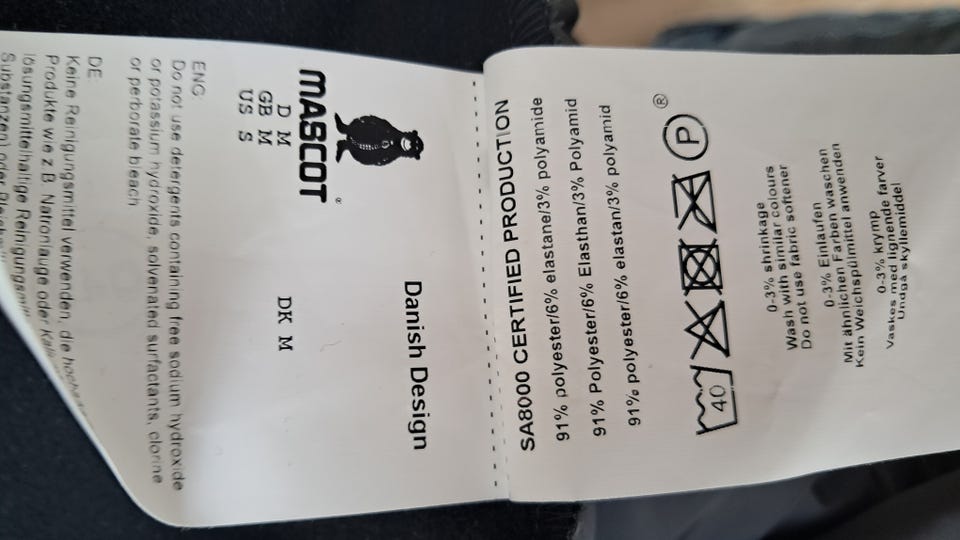 MASCOT
®
D M
GB M
US S
DK M
Danish Design
ENG:
Do not use detergents containing free sodium hydroxide
or potassium hydroxide, solvenated surfactants, clorine
or perborate beach
DE:
Keine Reinigungsmittel verwenden, die
Produkte wie z.B. Natronlauge oder
lösungsmittelhaltige
Substanzen) oder
SA8000 CERTIFIED PRODUCTION
91% polyester/6% elastane/3% polyamide
91% Polyester/6% Elasthan/3% Polyamid
91% polyester/6% elastan/3% polyamid
40
P
®
0-3% shrinkage
Wash with similar colours
Do not use fabric softener
0-3% Einlaufen
Mit ähnlichen Farben waschen
Kein Weichspülmittel anwenden
0-3% krymp
Vaskes med lignende farver
Undgå skyllemiddel